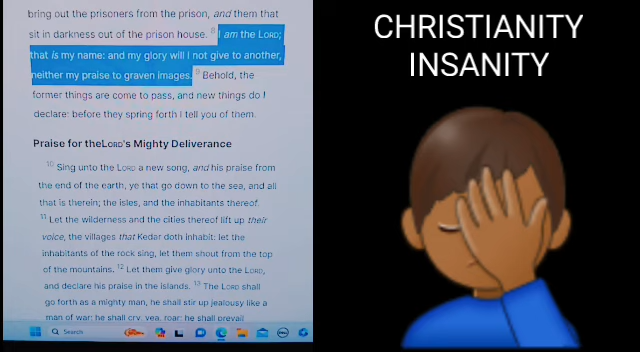 bring out the prisoners from the prison, and them that
sit in darkness out of the prison house. 8 I am the LORD;
that is my name: and my glory will I not give to another,
neither my praise to graven images. 9 Behold, the
former things are come to pass, and new things do I
declare: before they spring forth I tell you of them.
Praise for theLORD's Mighty Deliverance
10 Sing unto the LORD a new song, and his praise from
the end of the earth, ye that go down to the sea, and all
that is therein; the isles, and the inhabitants thereof.
11 Let the wilderness and the cities thereof lift up their
voice, the villages that Kedar doth inhabit: let the
inhabitants of the rock sing, let them shout from the top
of the mountains. 12 Let them give glory unto the LORD,
and declare his praise in the islands. 13 The LORD shall
go forth as a mighty man, he shall stir up jealousy like a
man of war: he shall cry, yea, roar; he shall prevail
Search
CHRISTIANITY
INSANITY